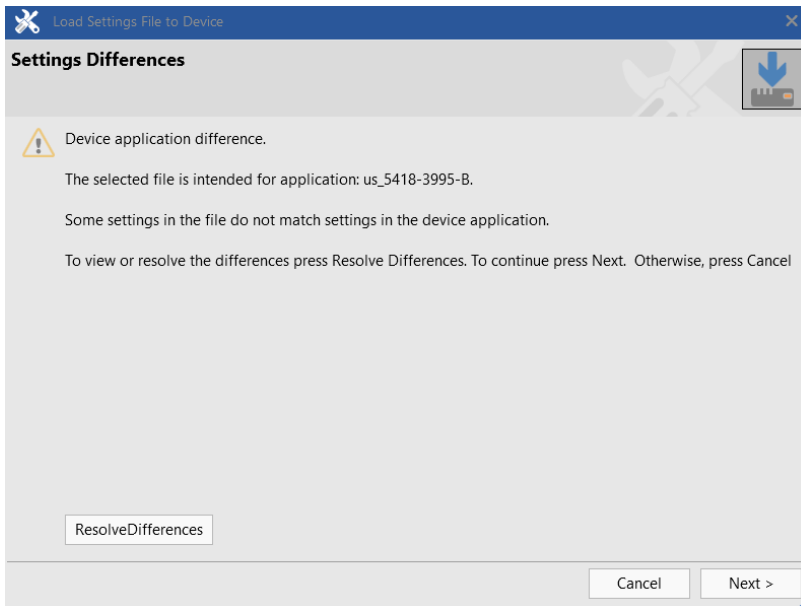 Load Settings File to Device
Settings Differences
Device application difference.
The selected file is intended for application: us_5418-3995-B.
Some settings in the file do not match settings in the device application.
To view or resolve the differences press Resolve Differences. To continue press Next.  Otherwise, press Cancel
ResolveDifferences
Cancel
Next >